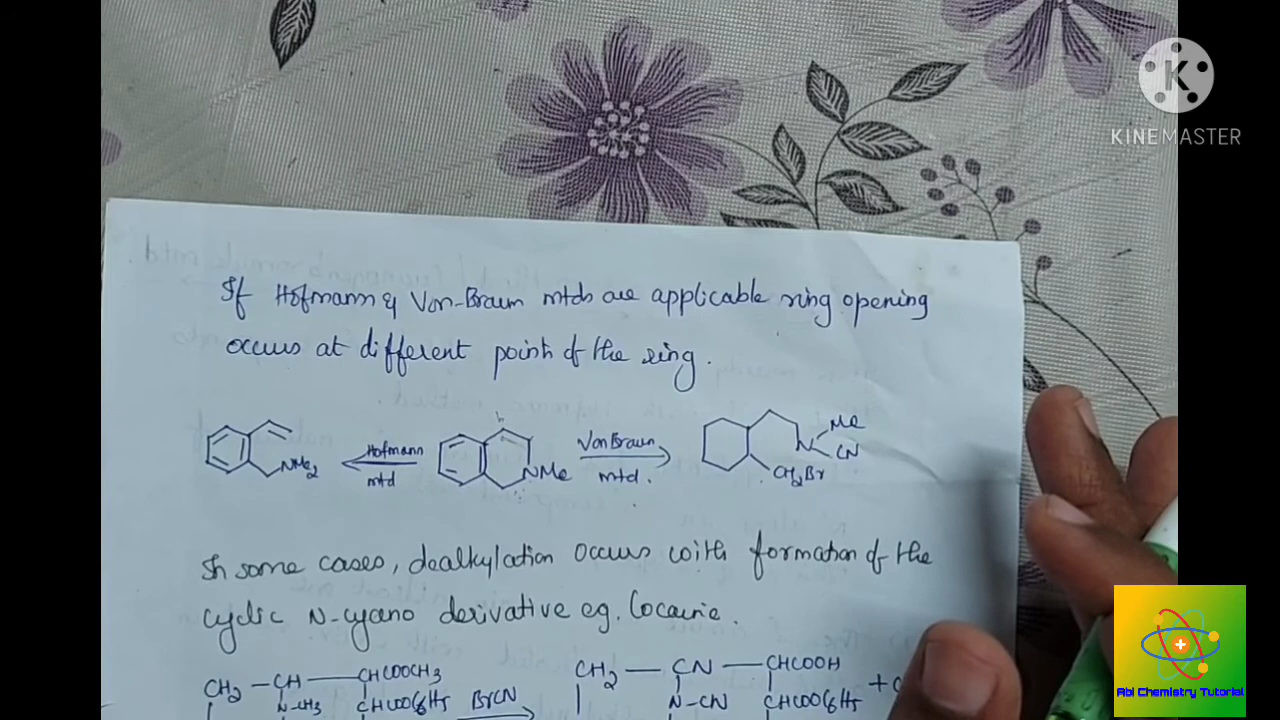 KINEMASTER
If Hofmann & Von-Braun mtds are applicable ring opening
occurs at different point of the ring.
Hofmann
mtd
NMe2
NMe
Von Braun
mtd.
N
Me
CN
CH2Br
In some cases, dealkylation occurs with formation of the
cyclic N-cyano derivative eg. Cocaine.
CH2 — CH — CHCOOCH3
N-CH3 CHCOOC6H5
BrCN
CH2 — CN — CHCOOH
N-CN CHCOOC6H5
+
Abi Chemistry Tutorial